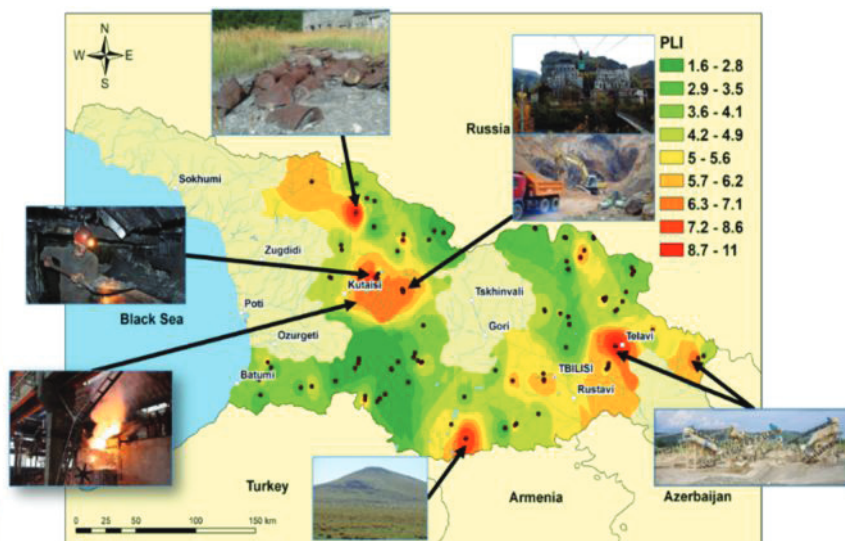 N
W E
S
Russia
PLI
1.6 - 2.8
2.9 - 3.5
3.6 - 4.1
4.2 - 4.9
5 - 5.6
5.7 - 6.2
6.3 - 7.1
7.2 - 8.6
8.7 - 11
Sokhumi
Zugdidi
Kutaisi
Tskhinvali
Poti
Black Sea
Gori
Telavi
Ozurgeti
TBILISI
Batumi
Rustavi
Turkey
Armenia
Azerbaijan
0 25 50 100 150 km